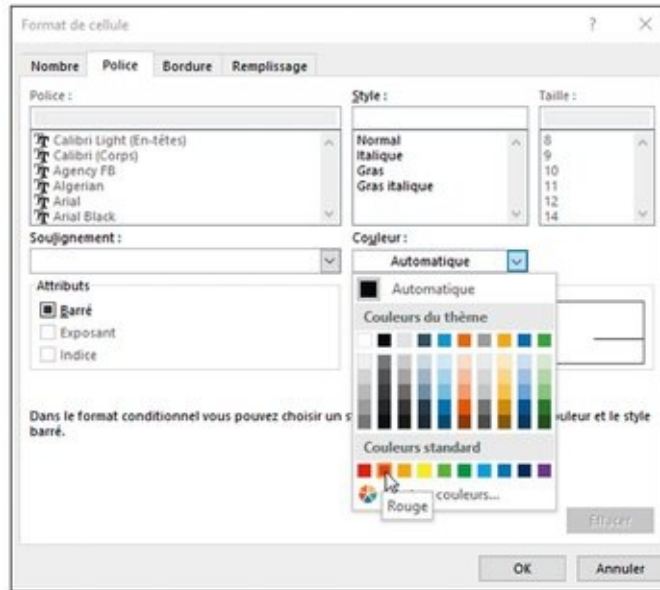 Format de cellule ? ×
Nombre Police Bordure Remplissage
Police : Style : Taille :
Calibri Light (En-têtes) Normal 8
Calibri (Corps) Italique 9
Agency FB Gras 10
Algerian Gras italique 11
Arial 12
Arial Black 14
Soulignement : Couleur :
Automatique
Attributs
Automatique
Barré
Couleurs du thème
Exposant
Indice
Dans le format conditionnel vous pouvez choisir un s uleur et le style
barré.
Couleurs standard
couleurs...
Rouge
Effacer
OK Annuler